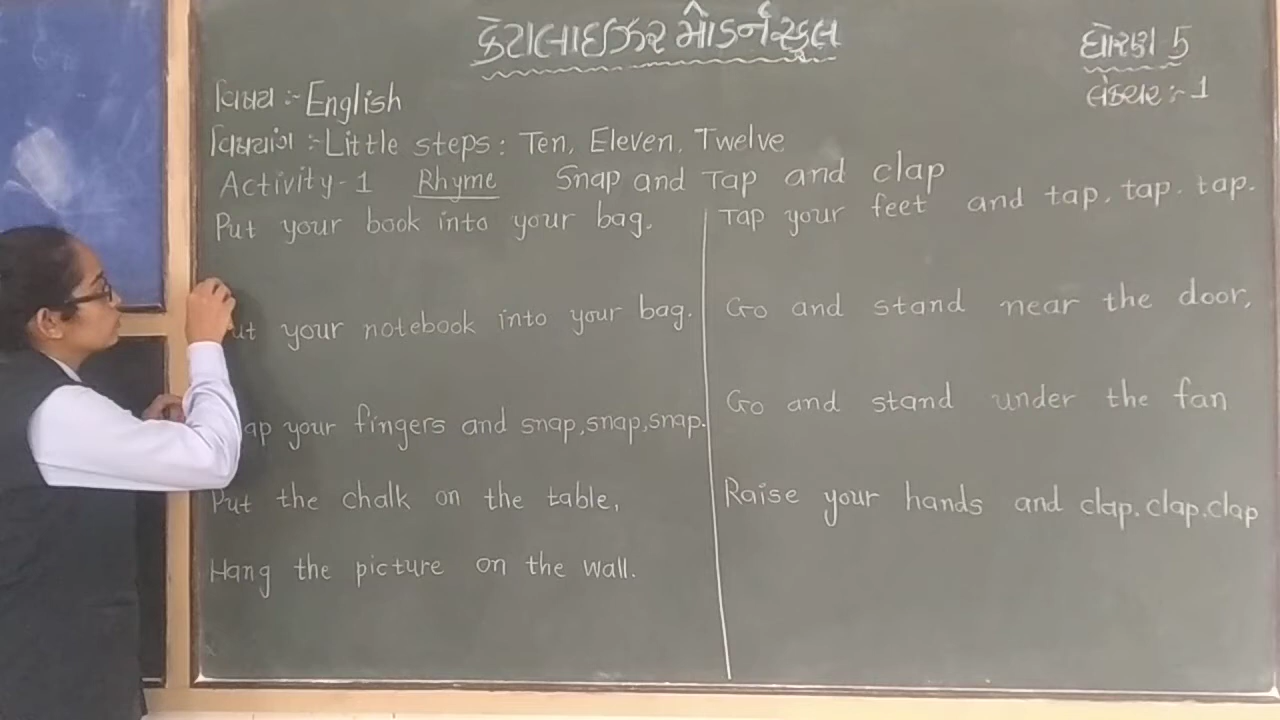 કેટાલાઇઝર મોડર્ન સ્કુલ
ધોરણ 5
લેક્ચર :- 1
વિષય :- English
વિષયાંગ :- Little steps: Ten, Eleven, Twelve
Activity-1 Rhyme Snap and Tap and clap
Put your book into your bag.
ut your notebook into your bag.
ap your fingers and snap,snap,snap.
Put the chalk on the table,
Hang the picture on the wall.
Tap your feet and tap, tap. tap.
Go and stand near the door,
Go and stand under the fan
Raise your hands and clap.clap.clap